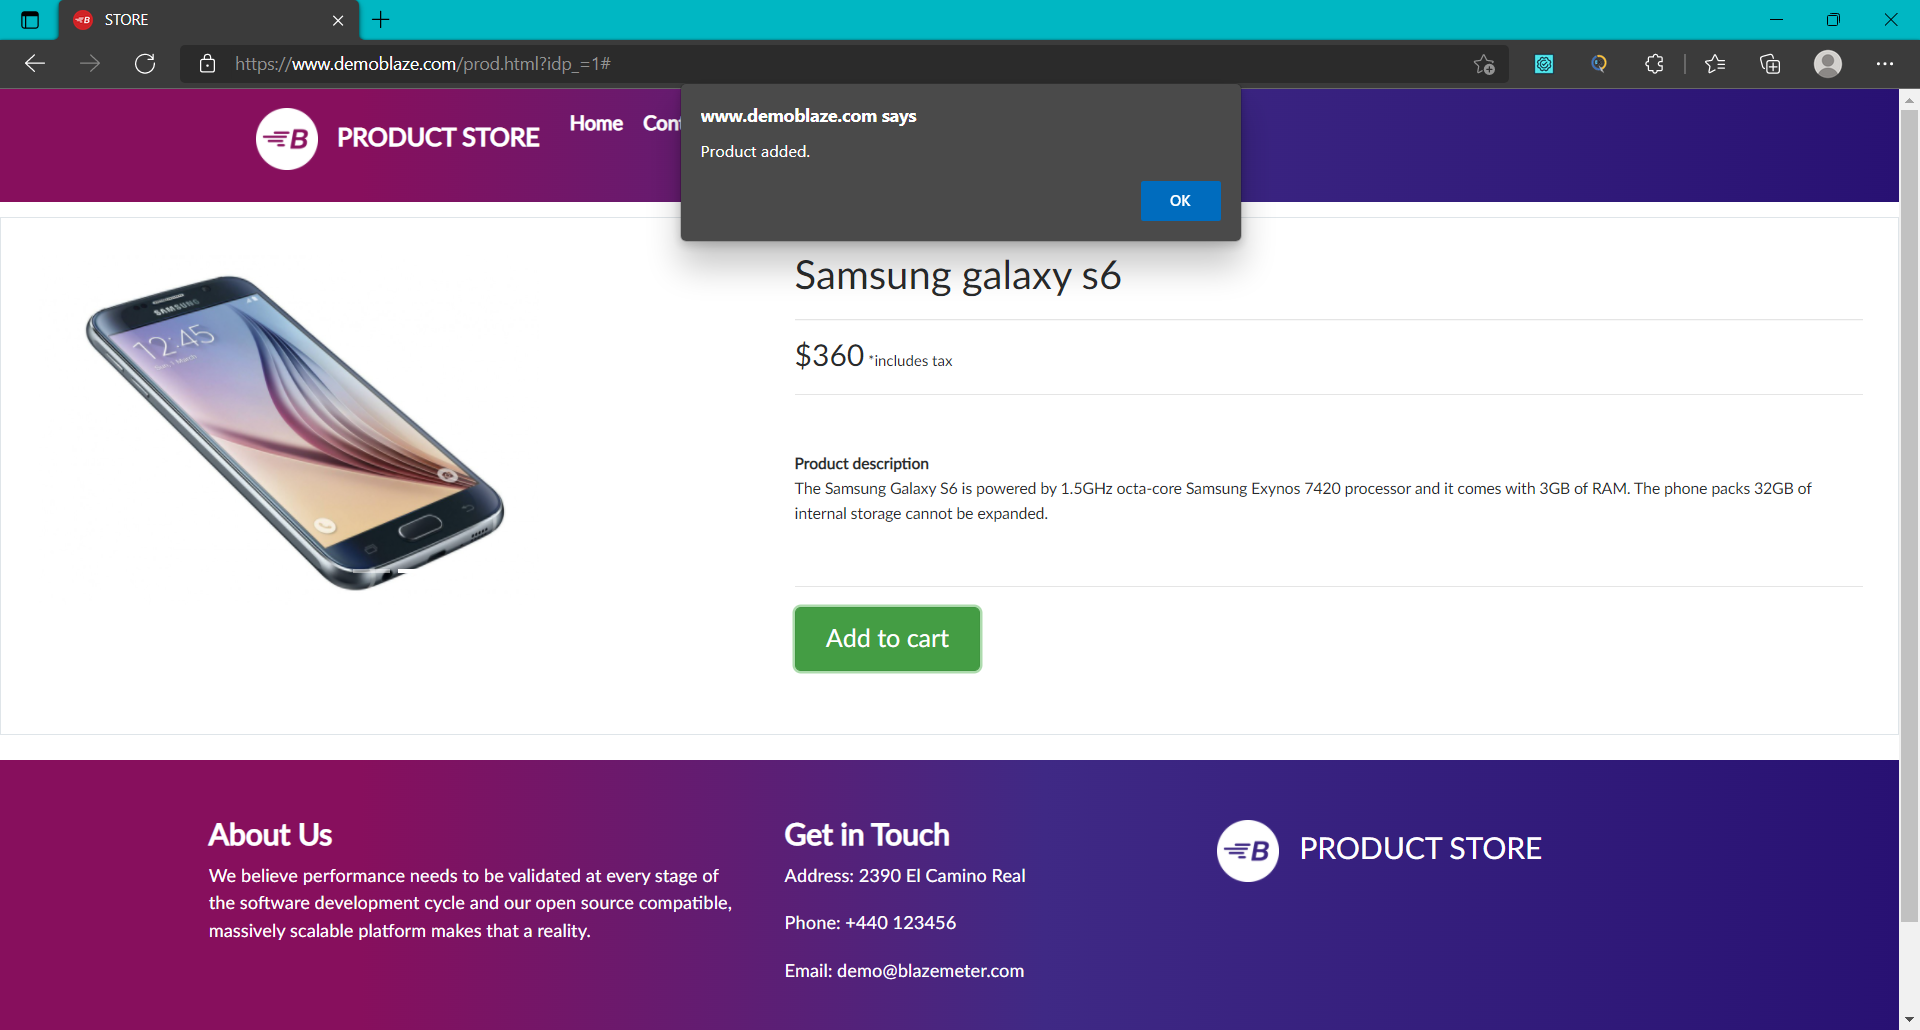 STORE
https://www.demoblaze.com/prod.html?idp_=1#
www.demoblaze.com says
Product added.
OK
B
PRODUCT STORE
Home
Samsung galaxy s6
$360 *includes tax
SAMSUNG
12:45
Product description
The Samsung Galaxy S6 is powered by 1.5GHz octa-core Samsung Exynos 7420 processor and it comes with 3GB of RAM. The phone packs 32GB of
internal storage cannot be expanded.
Add to cart
About Us
We believe performance needs to be validated at every stage of
the software development cycle and our open source compatible,
massively scalable platform makes that a reality.
Get in Touch
Address: 2390 El Camino Real
Phone: +440 123456
Email: demo@blazemeter.com
B
PRODUCT STORE